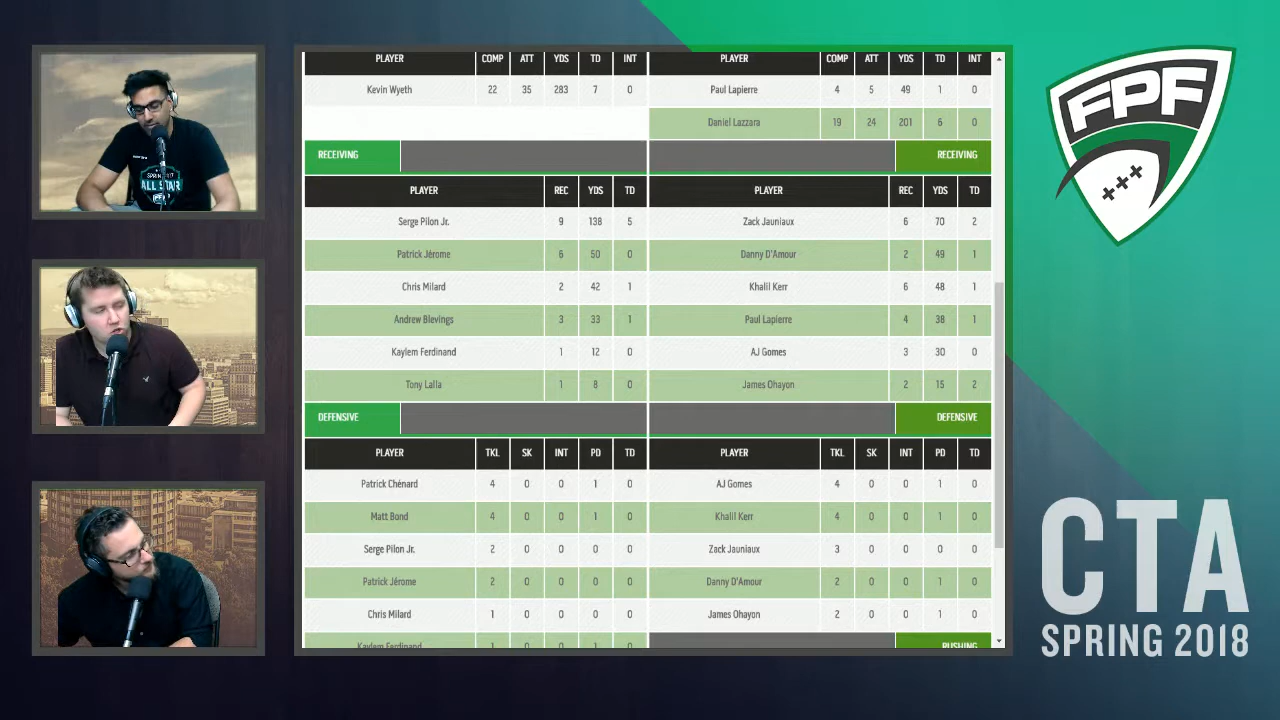 PLAYER COMP ATT YDS TD INT PLAYER COMP ATT YDS TD INT
Kevin Wyeth 22 35 283 7 0 Paul Lapierre 4 5 49 1 0
Daniel Lazzara 19 24 201 6 0
RECEIVING RECEIVING
PLAYER REC YDS TD PLAYER REC YDS TD
Serge Pilon Jr. 9 138 5 Zack Jauniaux 6 70 2
Patrick Jérome 6 50 0 Danny D'Amour 2 49 1
Chris Milard 2 42 1 Khalil Kerr 6 48 1
Andrew Blevings 3 33 1 Paul Lapierre 4 38 1
Kaylem Ferdinand 1 12 0 AJ Gomes 3 30 0
Tony Lalla 1 8 0 James Ohayon 2 15 2
DEFENSIVE DEFENSIVE
PLAYER TKL SK INT PD TD PLAYER TKL SK INT PD TD
Patrick Chénard 4 0 0 1 0 AJ Gomes 4 0 0 1 0
Matt Bond 4 0 0 1 0 Khalil Kerr 4 0 0 1 0
Serge Pilon Jr. 2 0 0 0 0 Zack Jauniaux 3 0 0 0 0
Patrick Jérome 2 0 0 0 0 Danny D'Amour 2 0 0 1 0
Chris Milard 1 0 0 0 0 James Ohayon 2 0 0 1 0
Kaylem Ferdinand 1 0 0 1 0 RUSHING
FPF
CTA
SPRING 2018
ALL STAR